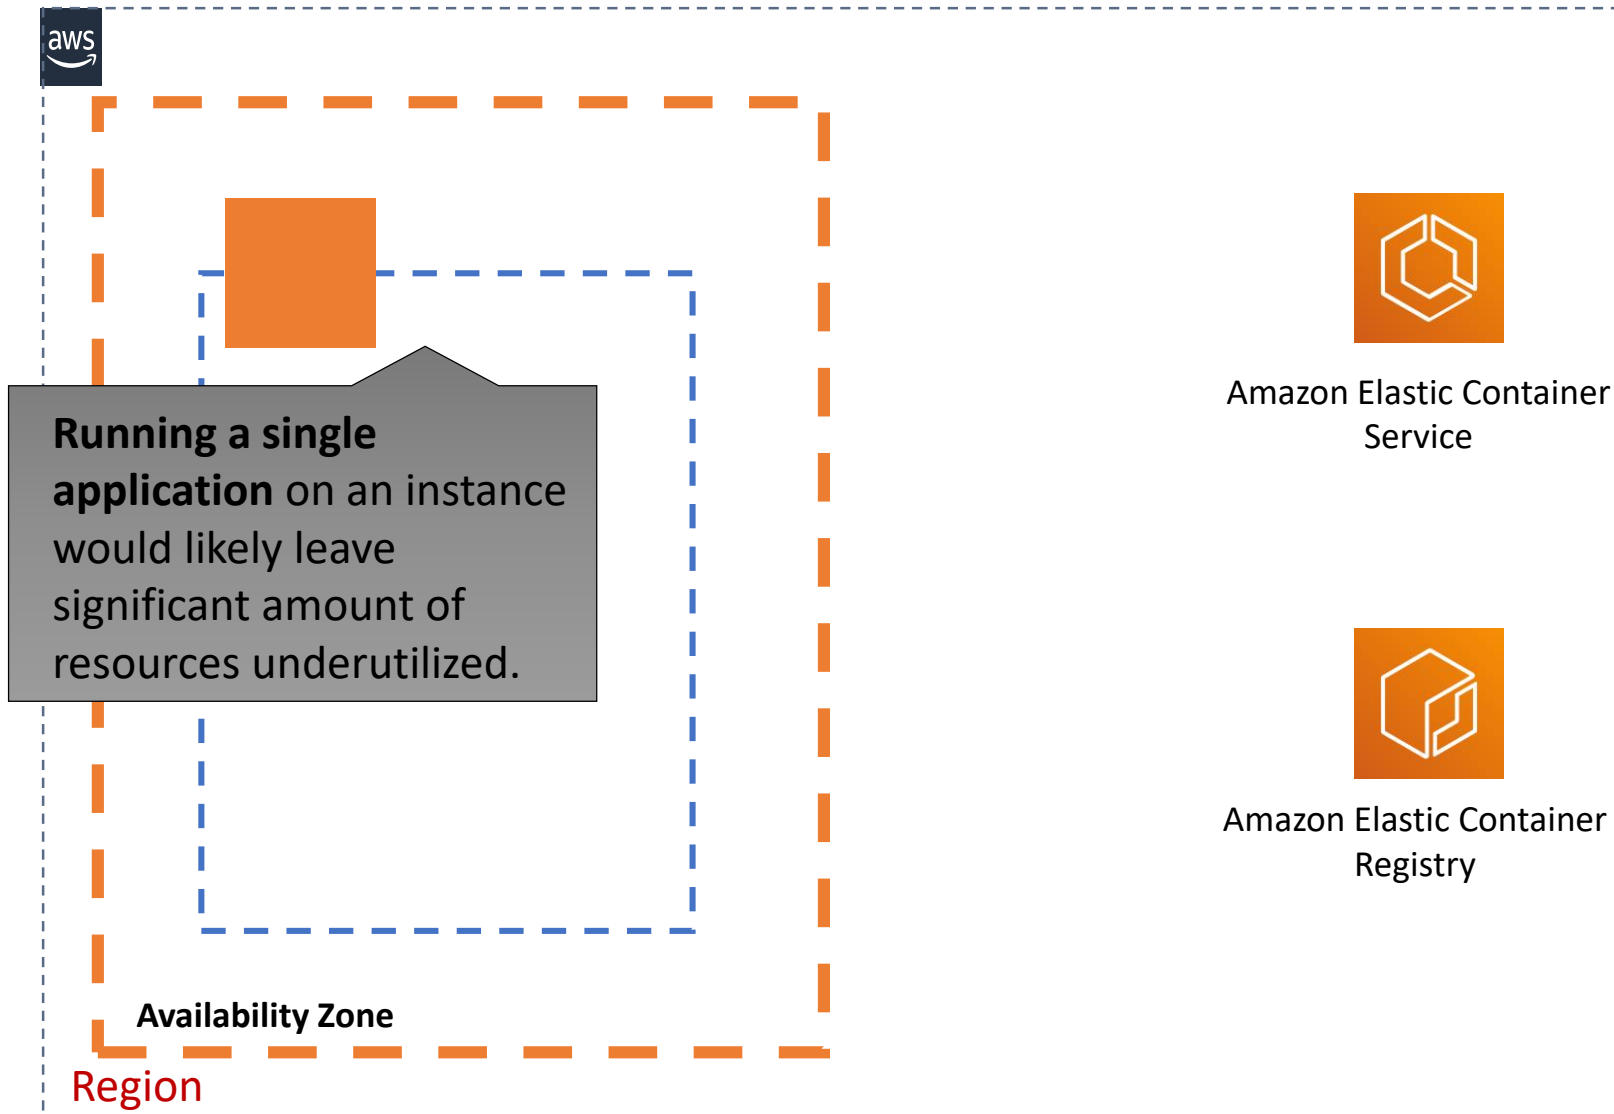 aws
Running a single
application on an instance
would likely leave
significant amount of
resources underutilized.
Amazon Elastic Container
Service
Amazon Elastic Container
Registry
Availability Zone
Region